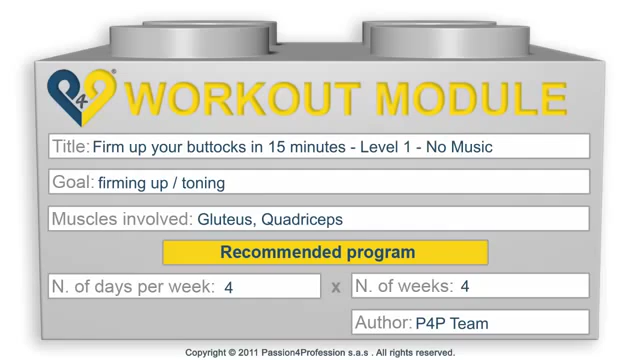 P4P® WORKOUT MODULE
Title: Firm up your buttocks in 15 minutes - Level 1 - No Music
Goal: firming up / toning
Muscles involved: Gluteus, Quadriceps
Recommended program
N. of days per week: 4 x N. of weeks: 4
Author: P4P Team
Copyright © 2011 Passion4Profession s.a.s . All rights reserved.